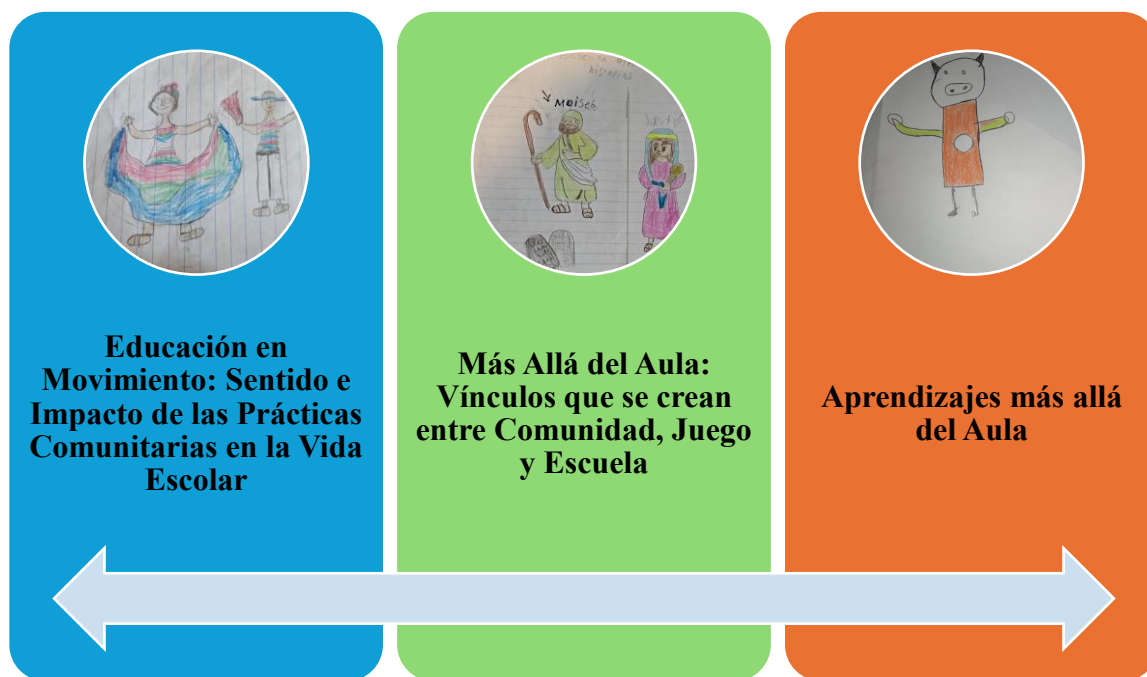 Moises
Educación en
Movimiento: Sentido e
Impacto de las Prácticas
Comunitarias en la Vida
Escolar
Más Allá del Aula:
Vínculos que se crean
entre Comunidad, Juego
y Escuela
Aprendizajes más allá
del Aula